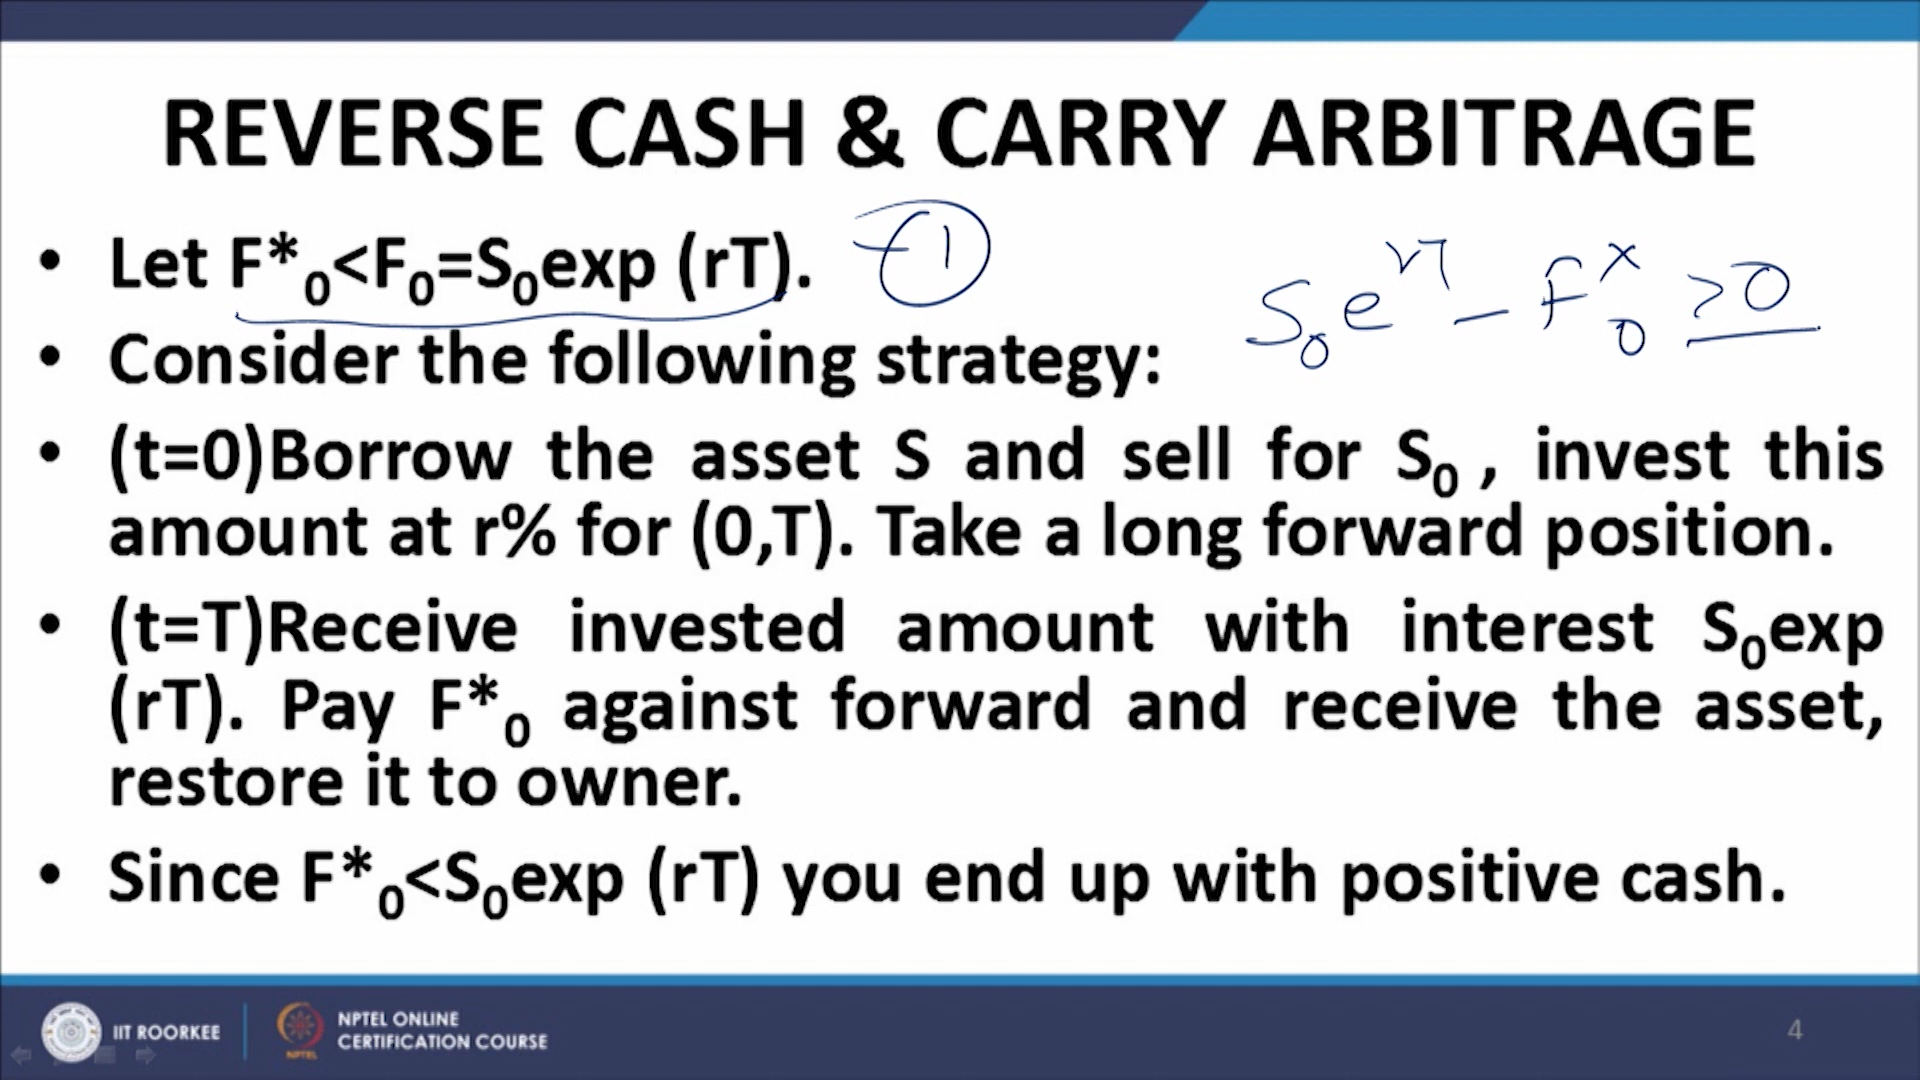 REVERSE CASH & CARRY ARBITRAGE
• Let F*₀<F₀=S₀exp (rT). ①
S₀e^rT – F₀^x >0
• Consider the following strategy:
• (t=0)Borrow the asset S and sell for S₀ , invest this
amount at r% for (0,T). Take a long forward position.
• (t=T)Receive invested amount with interest S₀exp
(rT). Pay F*₀ against forward and receive the asset,
restore it to owner.
• Since F*₀<S₀exp (rT) you end up with positive cash.
IIT ROORKEE
NPTEL
NPTEL ONLINE
CERTIFICATION COURSE
4